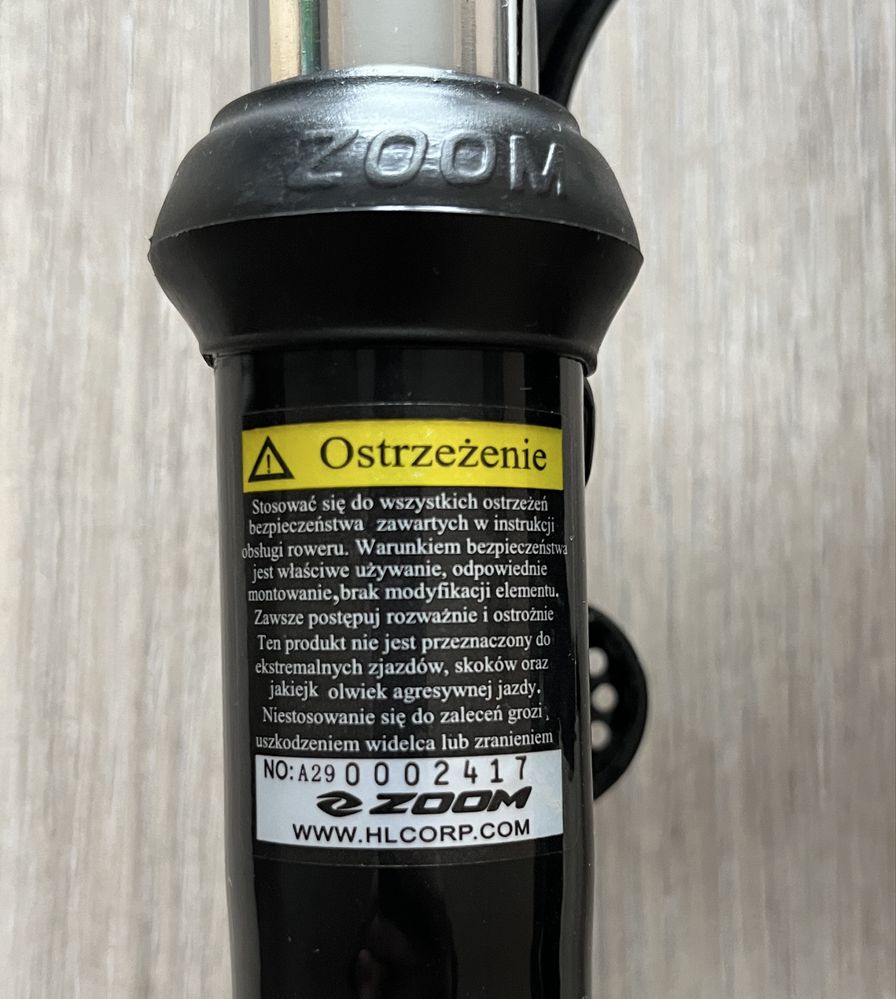 ZOOM
Ostrzeżenie
Stosować się do wszystkich ostrzeżeń
bezpieczeństwa zawartych w instrukcji
obsługi roweru. Warunkiem bezpieczeństwa
jest właściwe używanie, odpowiednie
montowanie,brak modyfikacji elementu.
Zawsze postępuj rozważnie i ostrożnie
Ten produkt nie jest przeznaczony do
ekstremalnych zjazdów, skoków oraz
jakiejk olwiek agresywnej jazdy.
Niestosowanie się do zaleceń grozi ,
uszkodzeniem widelca lub zranieniem
NO: A29 0002417
ZOOM
WWW.HLCORP.COM